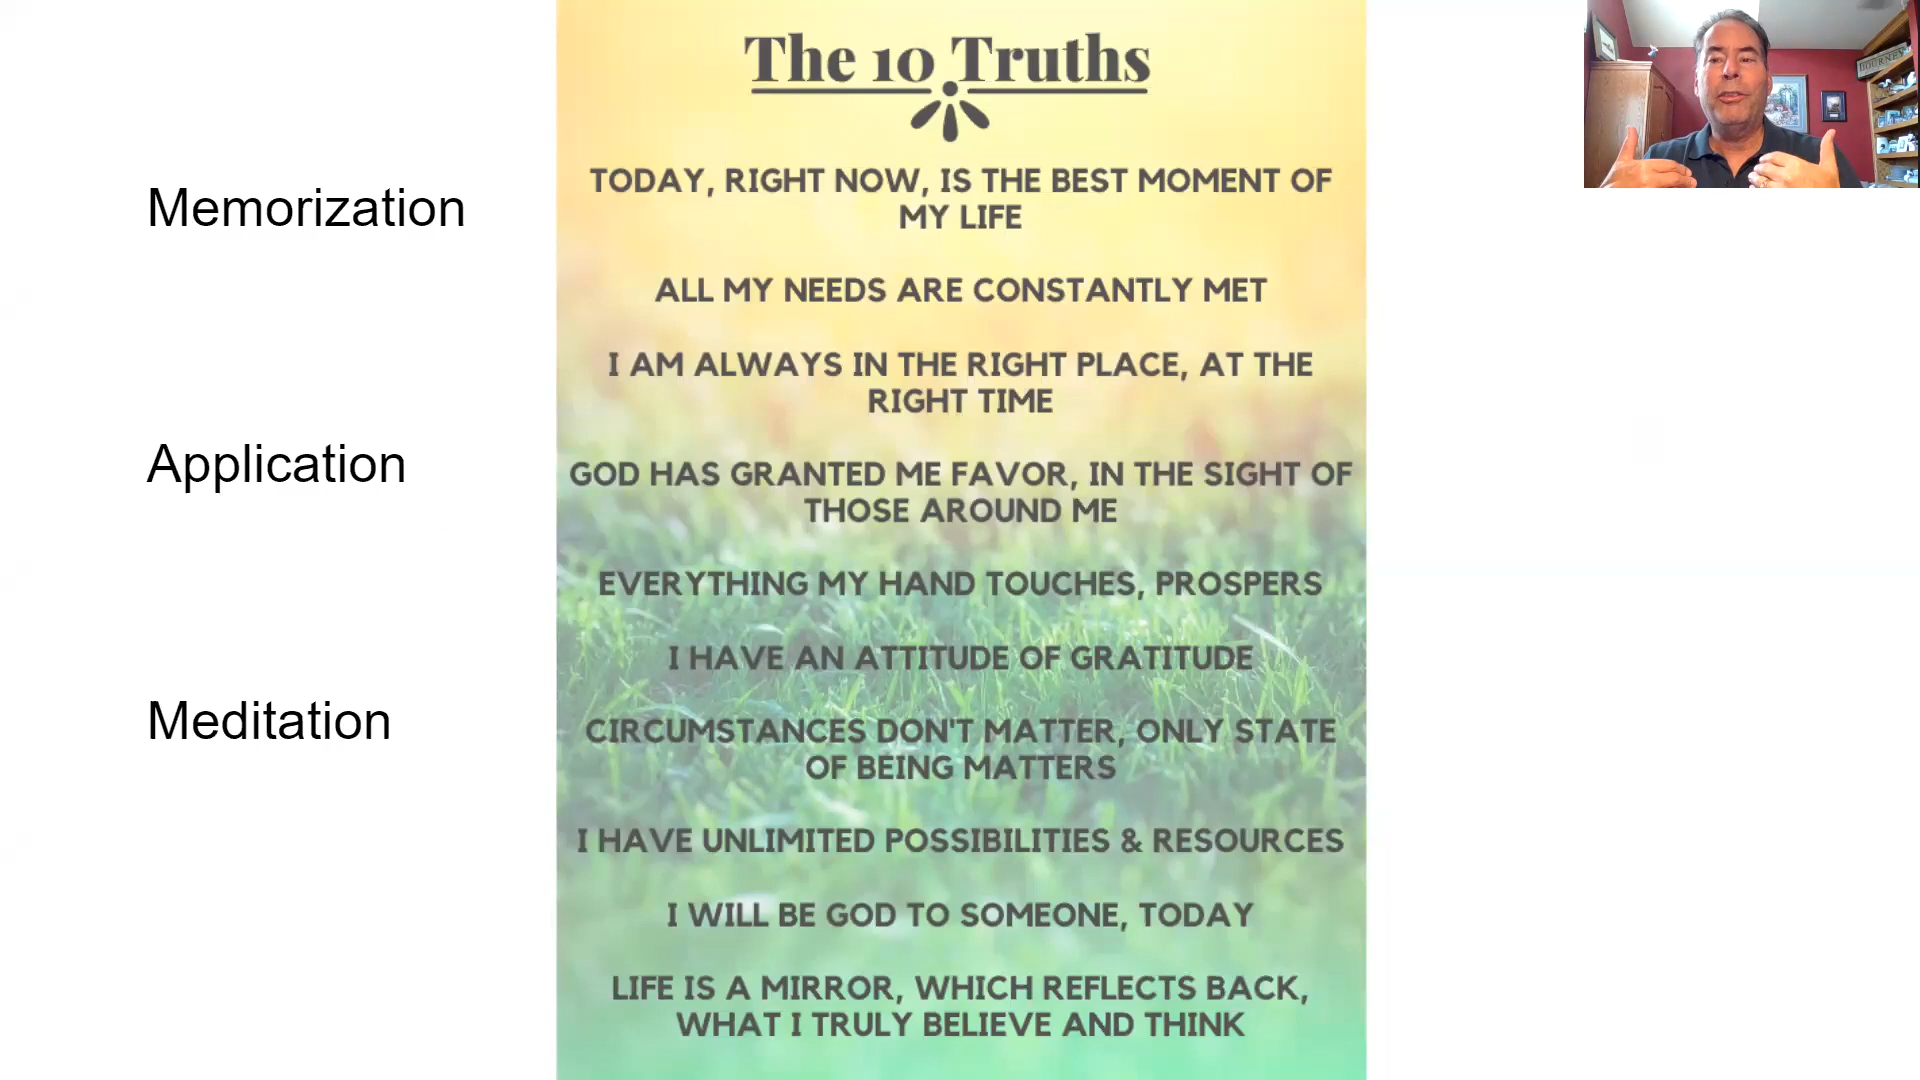 The 10 Truths
TODAY, RIGHT NOW, IS THE BEST MOMENT OF
MY LIFE
ALL MY NEEDS ARE CONSTANTLY MET
I AM ALWAYS IN THE RIGHT PLACE, AT THE
RIGHT TIME
GOD HAS GRANTED ME FAVOR, IN THE SIGHT OF
THOSE AROUND ME
EVERYTHING MY HAND TOUCHES, PROSPERS
I HAVE AN ATTITUDE OF GRATITUDE
CIRCUMSTANCES DON'T MATTER, ONLY STATE
OF BEING MATTERS
I HAVE UNLIMITED POSSIBILITIES & RESOURCES
I WILL BE GOD TO SOMEONE, TODAY
LIFE IS A MIRROR, WHICH REFLECTS BACK,
WHAT I TRULY BELIEVE AND THINK
Memorization
Application
Meditation
JOURNEY